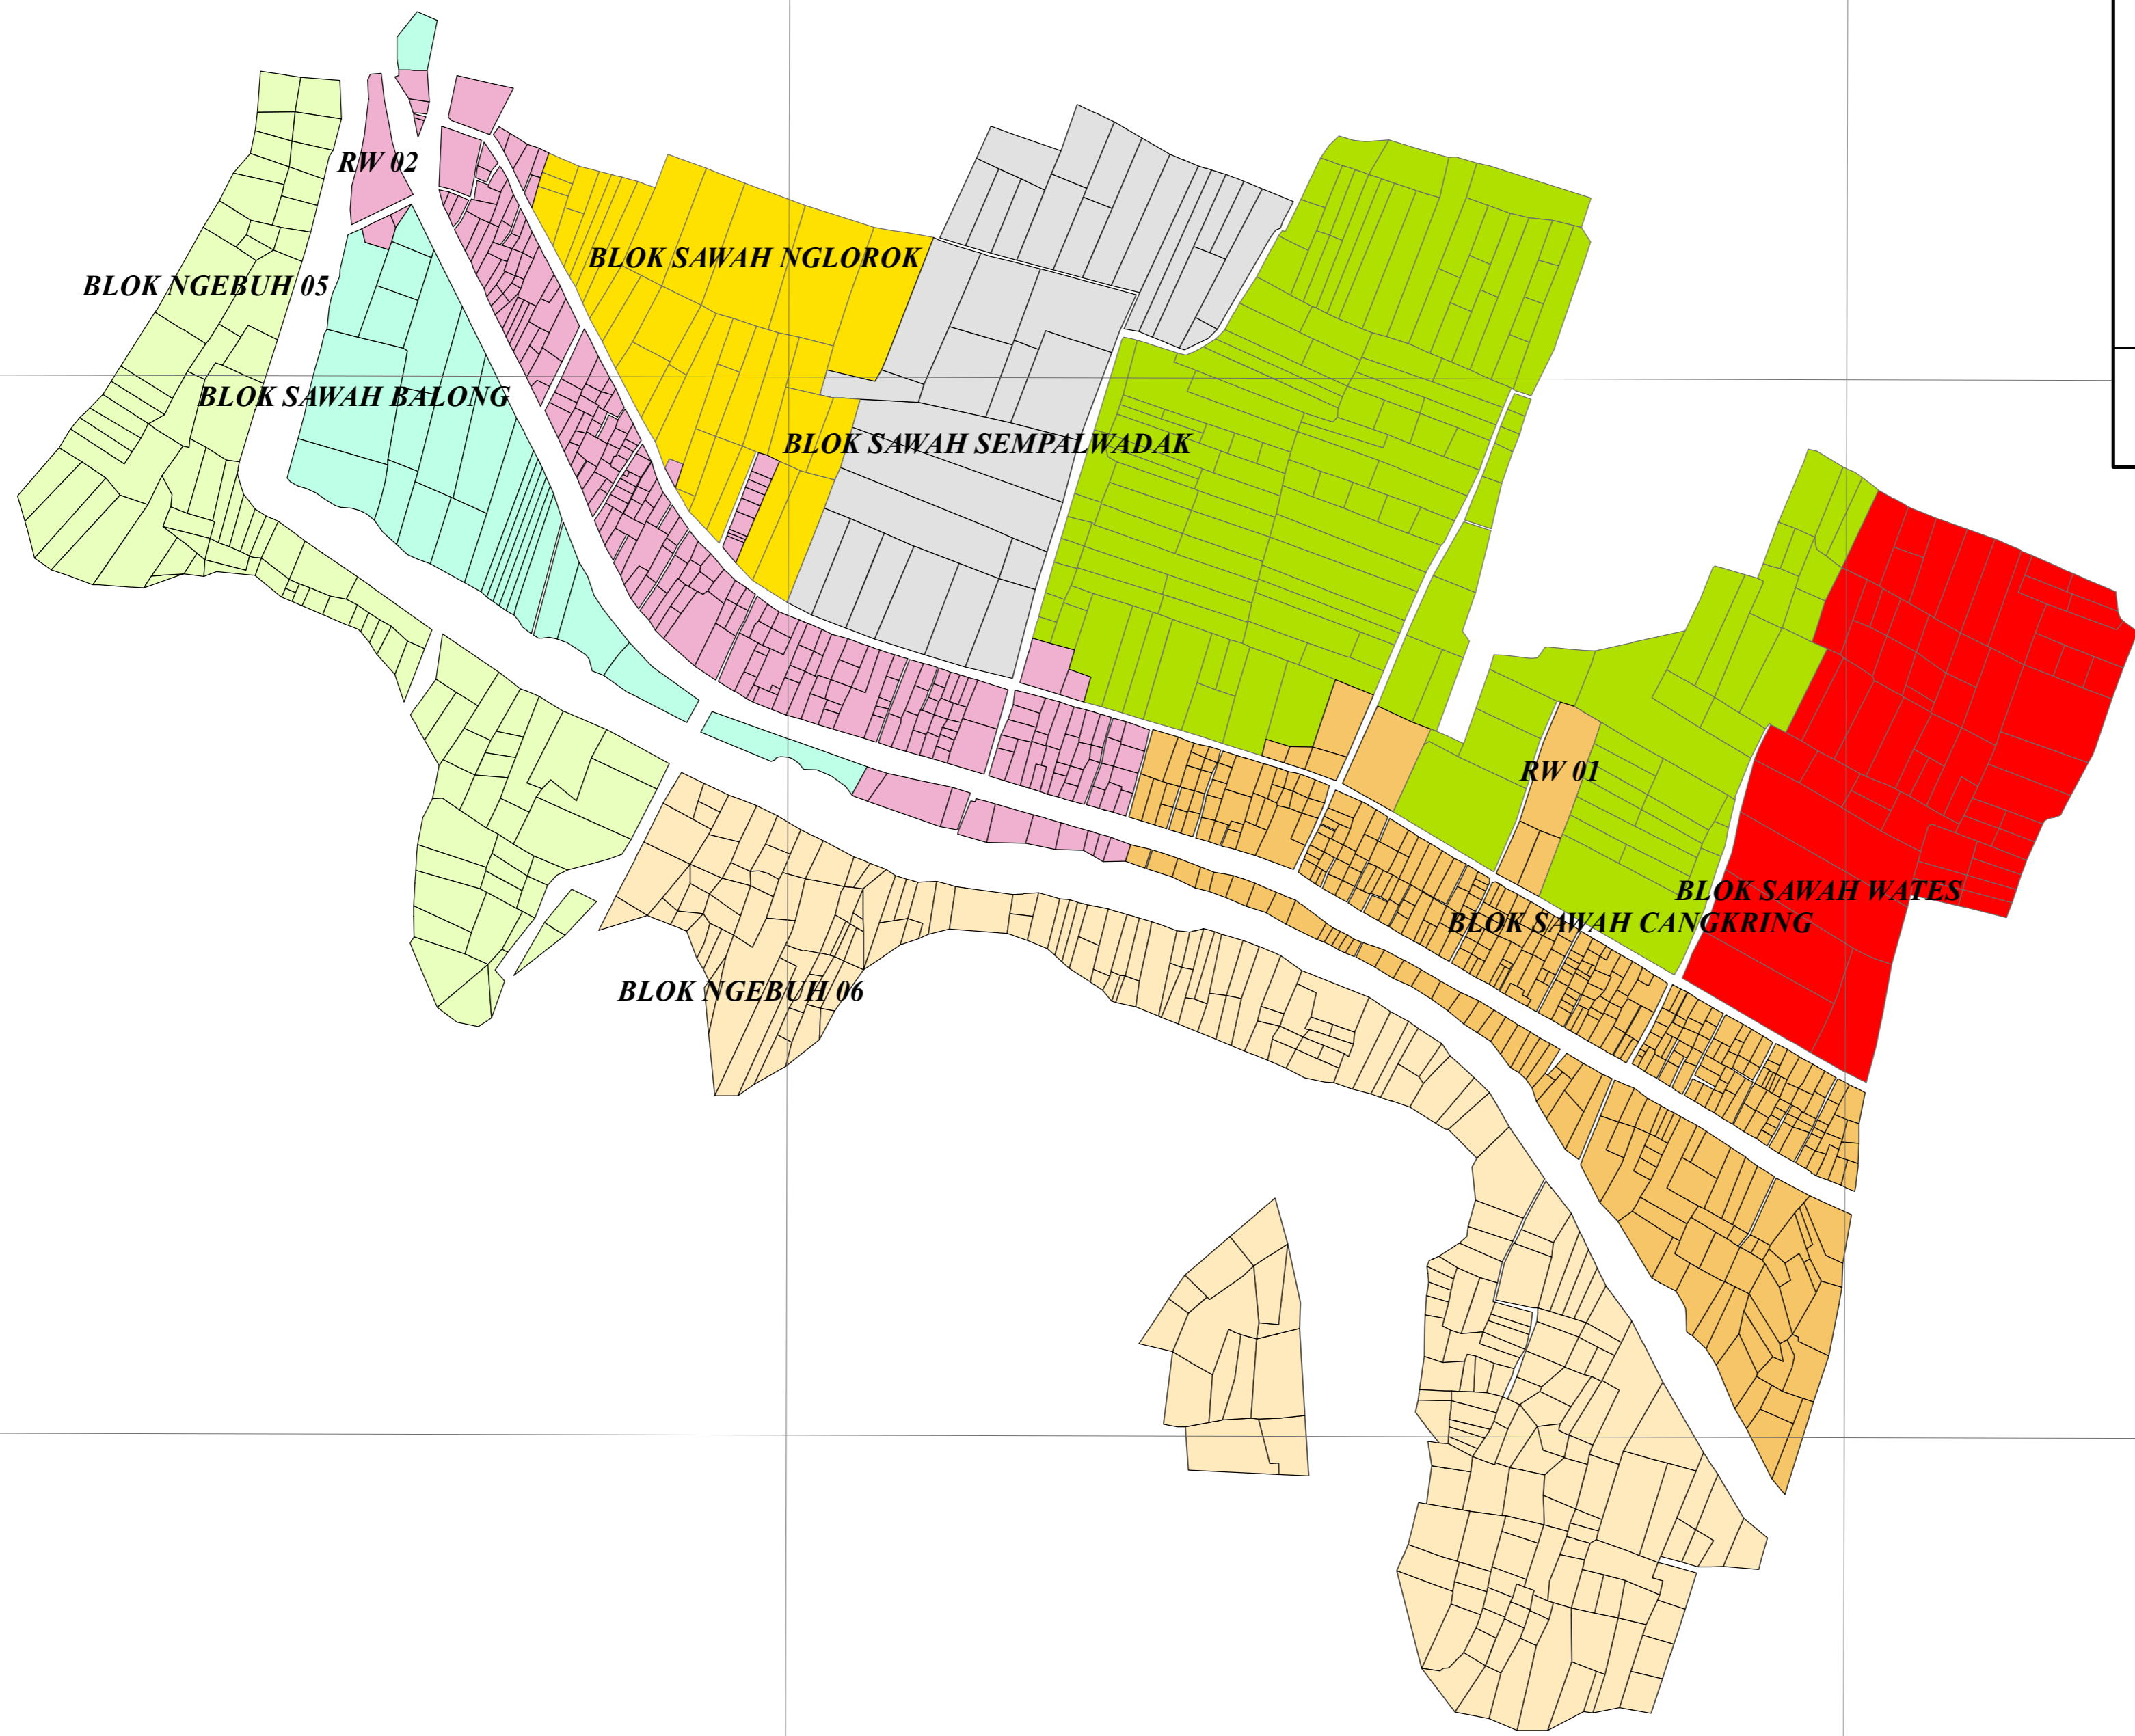 RW 02
BLOK SAWAH NGLOROK
BLOK NGEBUH 05
BLOK SAWAH BALONG
BLOK SAWAH SEMPALWADAK
RW 01
BLOK SAWAH WATES
BLOK SAWAH CANGKRING
BLOK NGEBUH 06